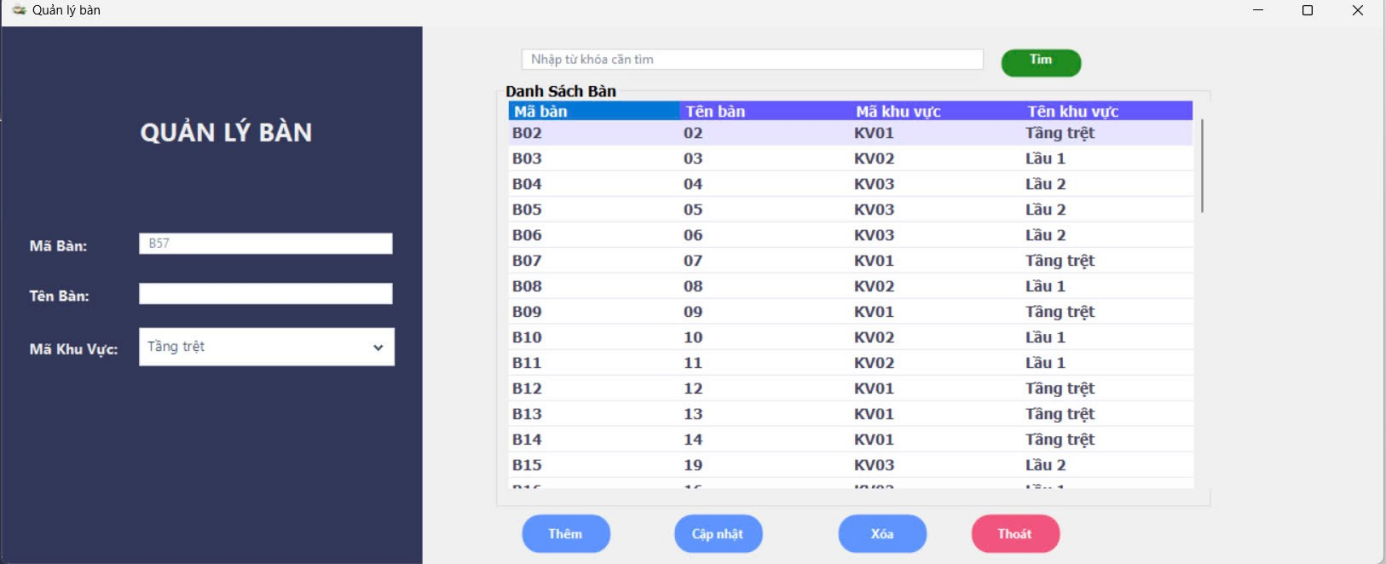 Quản lý bàn
QUẢN LÝ BÀN
Mã Bàn: B57
Tên Bàn:
Mã Khu Vực: Tầng trệt
Nhập từ khóa cần tìm Tìm
Danh Sách Bàn
Mã bàn Tên bàn Mã khu vực Tên khu vực
B02 02 KV01 Tầng trệt
B03 03 KV02 Lầu 1
B04 04 KV03 Lầu 2
B05 05 KV03 Lầu 2
B06 06 KV03 Lầu 2
B07 07 KV01 Tầng trệt
B08 08 KV02 Lầu 1
B09 09 KV01 Tầng trệt
B10 10 KV02 Lầu 1
B11 11 KV02 Lầu 1
B12 12 KV01 Tầng trệt
B13 13 KV01 Tầng trệt
B14 14 KV01 Tầng trệt
B15 19 KV03 Lầu 2
Thêm Cập nhật Xóa Thoát